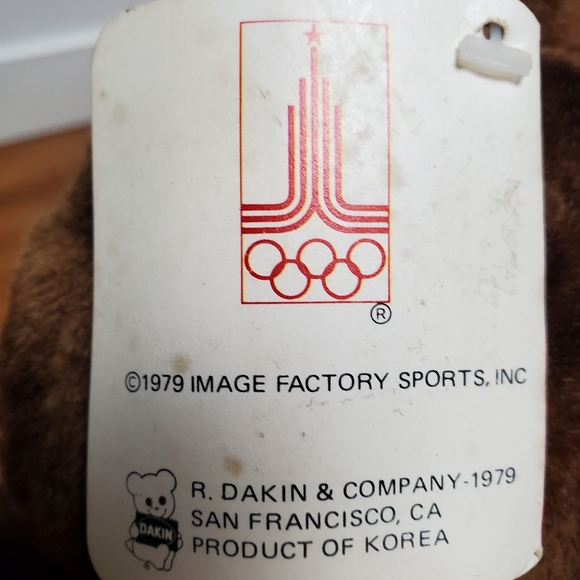 ®
©1979 IMAGE FACTORY SPORTS, INC
R. DAKIN & COMPANY-1979
SAN FRANCISCO, CA
PRODUCT OF KOREA
DAKIN
®